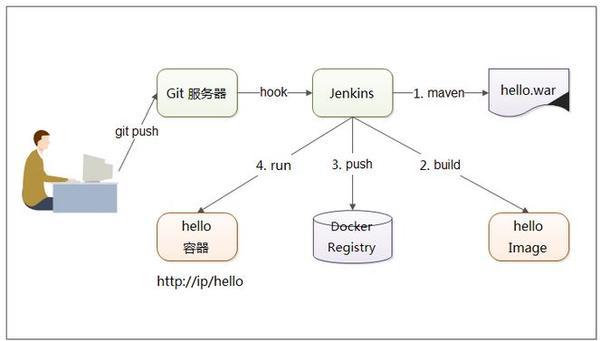 Git 服务器
hook
Jenkins
1. maven
hello.war
git push
4. run
3. push
2. build
hello
容器
Docker
Registry
hello
Image
http://ip/hello